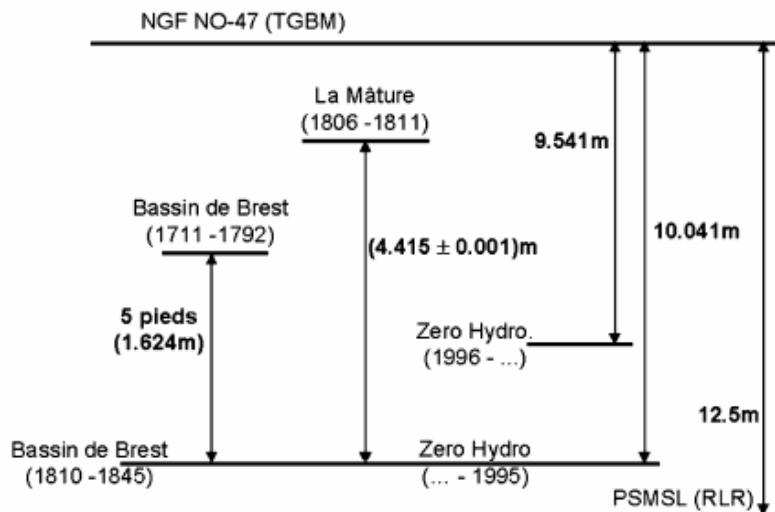 NGF NO-47 (TGBM)
La Mâture
(1806 -1811)
9.541m
Bassin de Brest
(1711 -1792)
10.041m
(4.415 ± 0.001)m
5 pieds
(1.624m)
Zero Hydro.
(1996 - ...)
12.5m
Bassin de Brest
(1810 -1845)
Zero Hydro
(... - 1995)
PSMSL (RLR)